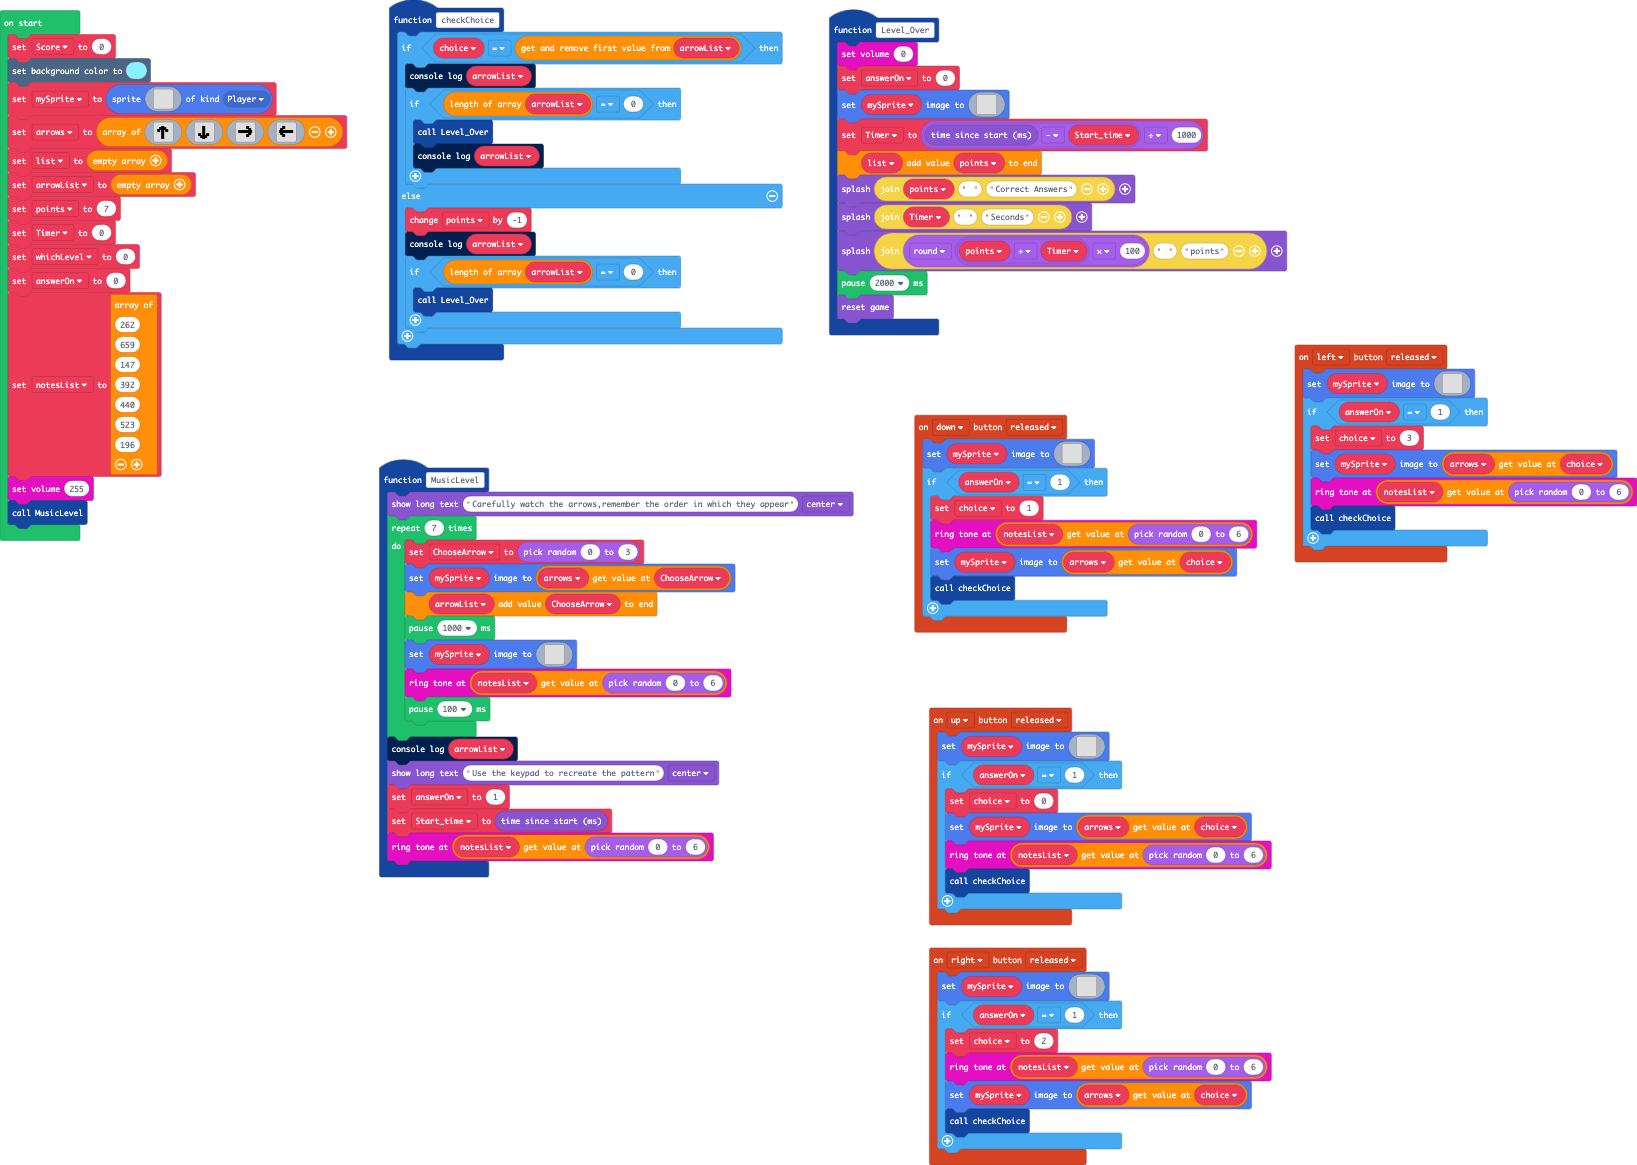 on start
set Score to 0
set background color to
set mySprite to sprite of kind Player
set arrows to array of
set list to empty array
set arrowList to empty array
set points to 7
set Timer to 0
set whichLevel to 0
set answerOn to 0
set notesList to array of
262
659
147
392
440
523
196
set volume 255
call MusicLevel
function checkChoice
if choice = get and remove first value from arrowList then
console log arrowList
if length of array arrowList = 0 then
call Level_Over
console log arrowList
else
change points by -1
console log arrowList
if length of array arrowList = 0 then
call Level_Over
function MusicLevel
show long text "Carefully watch the arrows,remember the order in which they appear" center
repeat 7 times
do
set ChooseArrow to pick random 0 to 3
set mySprite image to arrows get value at ChooseArrow
arrowList add value ChooseArrow to end
pause 1000 ms
set mySprite image to
ring tone at notesList get value at pick random 0 to 6
pause 100 ms
console log arrowList
show long text "Use the keypad to recreate the pattern" center
set answerOn to 1
set Start_time to time since start (ms)
ring tone at notesList get value at pick random 0 to 6
function Level_Over
set volume 0
set answerOn to 0
set mySprite image to
set Timer to time since start (ms) - Start_time ÷ 1000
list add value points to end
splash join points " " "Correct Answers"
splash join Timer " " "Seconds"
splash join round points ÷ Timer × 100 " " "points"
pause 2000 ms
reset game
on down button released
set mySprite image to
if answerOn = 1 then
set choice to 1
ring tone at notesList get value at pick random 0 to 6
set mySprite image to arrows get value at choice
call checkChoice
on left button released
set mySprite image to
if answerOn = 1 then
set choice to 3
set mySprite image to arrows get value at choice
ring tone at notesList get value at pick random 0 to 6
call checkChoice
on up button released
set mySprite image to
if answerOn = 1 then
set choice to 0
set mySprite image to arrows get value at choice
ring tone at notesList get value at pick random 0 to 6
call checkChoice
on right button released
set mySprite image to
if answerOn = 1 then
set choice to 2
ring tone at notesList get value at pick random 0 to 6
set mySprite image to arrows get value at choice
call checkChoice